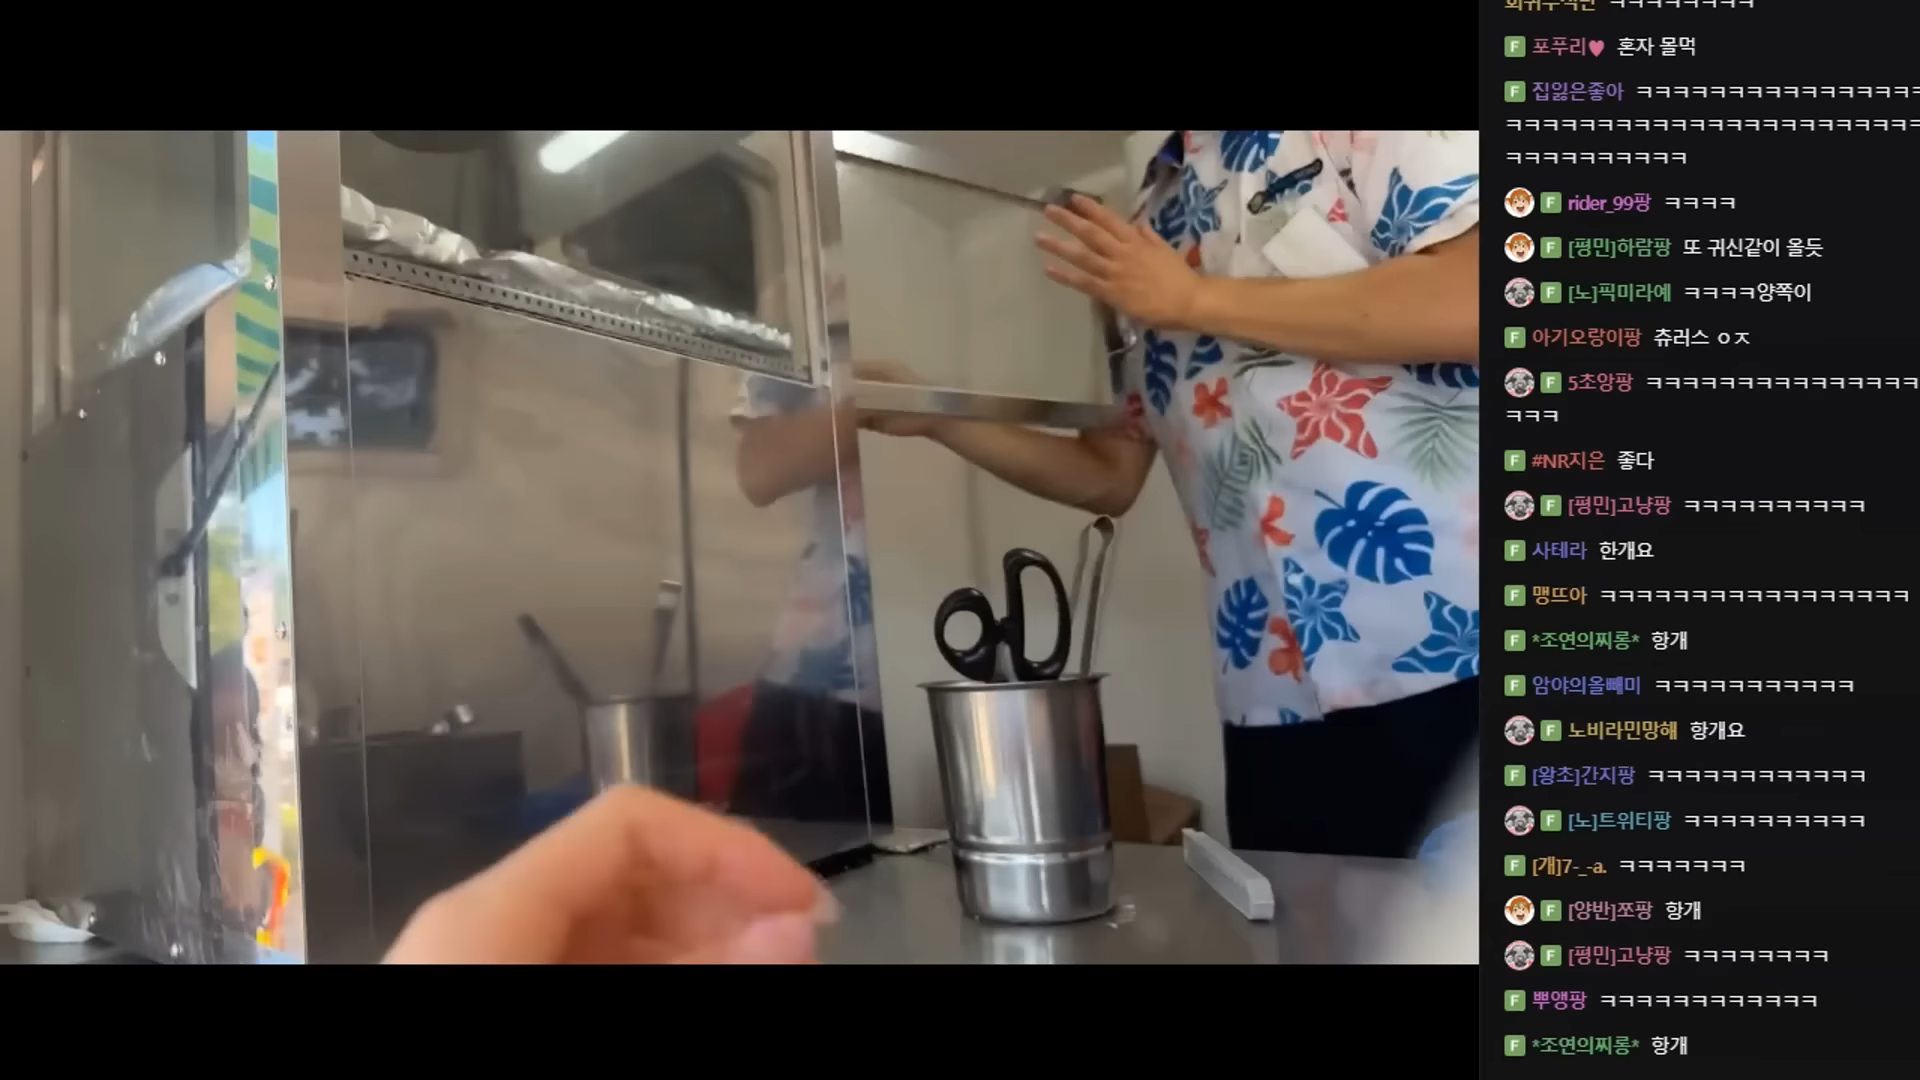 F 포푸리♥ 혼자 몰먹
F 집잃은좋아 ㅋㅋㅋㅋㅋㅋㅋㅋㅋㅋㅋㅋㅋㅋㅋㅋ
ㅋㅋㅋㅋㅋㅋㅋㅋㅋㅋㅋㅋㅋㅋㅋㅋㅋㅋㅋㅋㅋㅋㅋ
ㅋㅋㅋㅋㅋㅋㅋㅋㅋㅋ
F rider_99팡 ㅋㅋㅋㅋ
F [평민]하람팡 또 귀신같이 올듯
F [노]픽미라예 ㅋㅋㅋㅋ양쪽이
F 아기오랑이팡 츄러스 ㅇㅈ
F 5초앙팡 ㅋㅋㅋㅋㅋㅋㅋㅋㅋㅋㅋㅋㅋㅋㅋ
ㅋㅋㅋ
F #NR지은 좋다
F [평민]고냥팡 ㅋㅋㅋㅋㅋㅋㅋㅋㅋㅋ
F 사테라 한개요
F 맹뜨아 ㅋㅋㅋㅋㅋㅋㅋㅋㅋㅋㅋㅋㅋㅋㅋㅋㅋ
F *조연의찌롱* 항개
F 암야의올빼미 ㅋㅋㅋㅋㅋㅋㅋㅋㅋㅋㅋ
F 노비라민망해 항개요
F [왕초]간지팡 ㅋㅋㅋㅋㅋㅋㅋㅋㅋㅋㅋㅋ
F [노]트위티팡 ㅋㅋㅋㅋㅋㅋㅋㅋㅋㅋ
F [개]7-_-a. ㅋㅋㅋㅋㅋㅋㅋ
F [양반]쪼팡 항개
F [평민]고냥팡 ㅋㅋㅋㅋㅋㅋㅋㅋ
F 뿌앵팡 ㅋㅋㅋㅋㅋㅋㅋㅋㅋㅋㅋㅋ
F *조연의찌롱* 항개